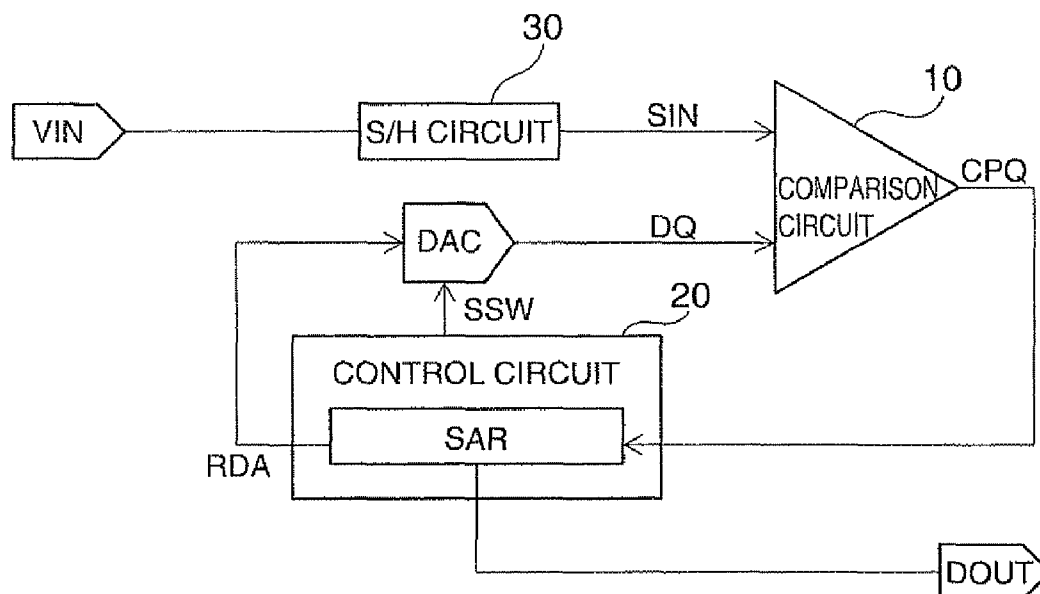 30
10
VIN
S/H CIRCUIT
SIN
CPQ
COMPARISON
CIRCUIT
DAC
DQ
SSW
20
CONTROL CIRCUIT
SAR
RDA
DOUT